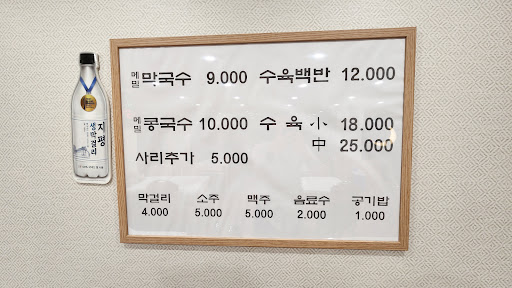 메밀 막국수 9.000 수육백반 12.000
메밀 콩국수 10.000 수육 小 18.000
中 25.000
사리추가 5.000
막걸리 소주 맥주 음료수 공기밥
4.000 5.000 5.000 2.000 1.000
지평
생막걸리